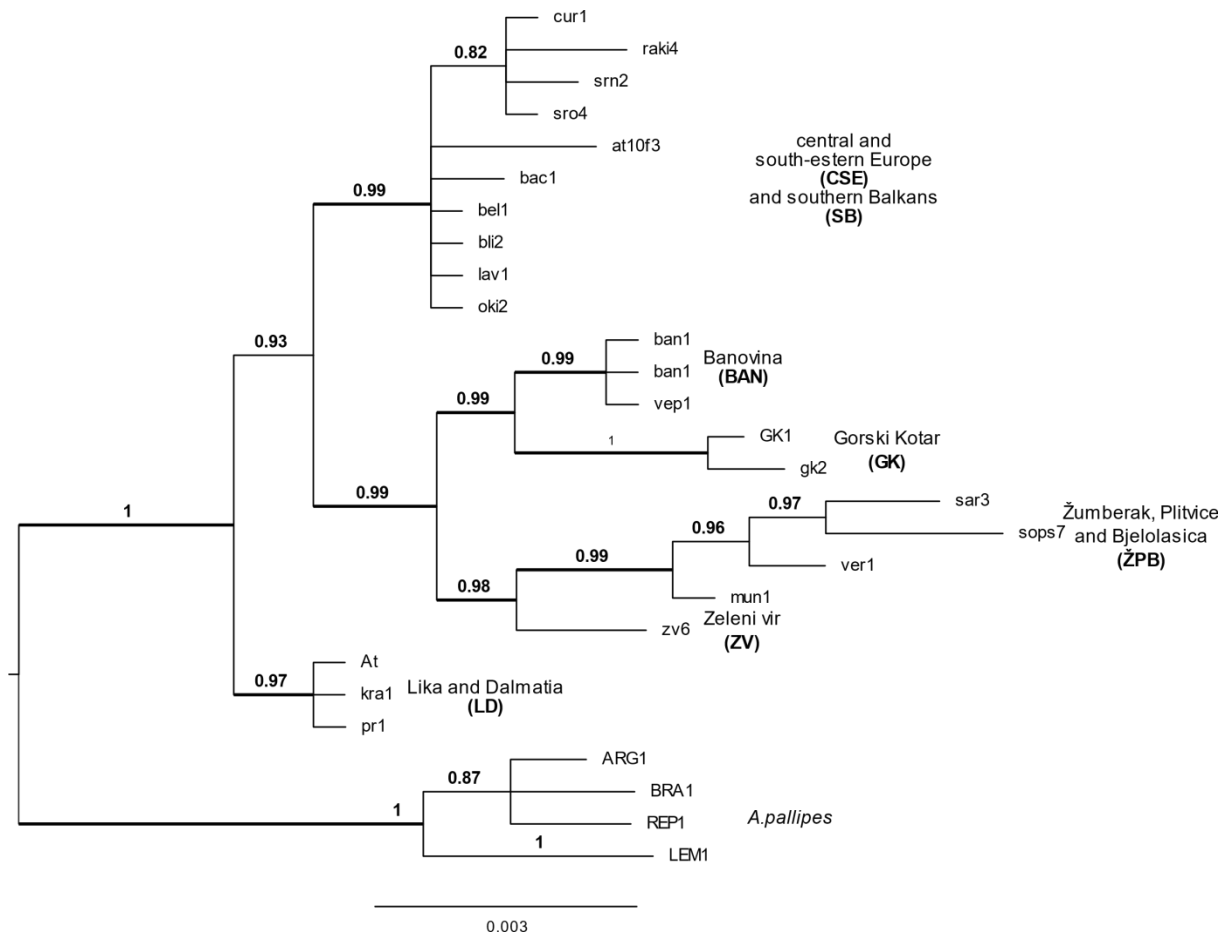 cur1
0.82
raki4
srn2
sro4
at10f3
central and
south-estern Europe
(CSE)
and southern Balkans
(SB)
0.99
bac1
bel1
bli2
lav1
oki2
0.93
ban1
0.99
Banovina
ban1
(BAN)
vep1
0.99
GK1
Gorski Kotar
1
gk2
(GK)
0.99
sar3
0.97
Žumberak, Plitvice
1
0.96
sops7
and Bjelolasica
(ŽPB)
0.99
ver1
0.98
mun1
Zeleni vir
zv6
(ZV)
At
0.97
kra1
Lika and Dalmatia
(LD)
pr1
ARG1
0.87
BRA1
1
A.pallipes
REP1
1
LEM1
0.003